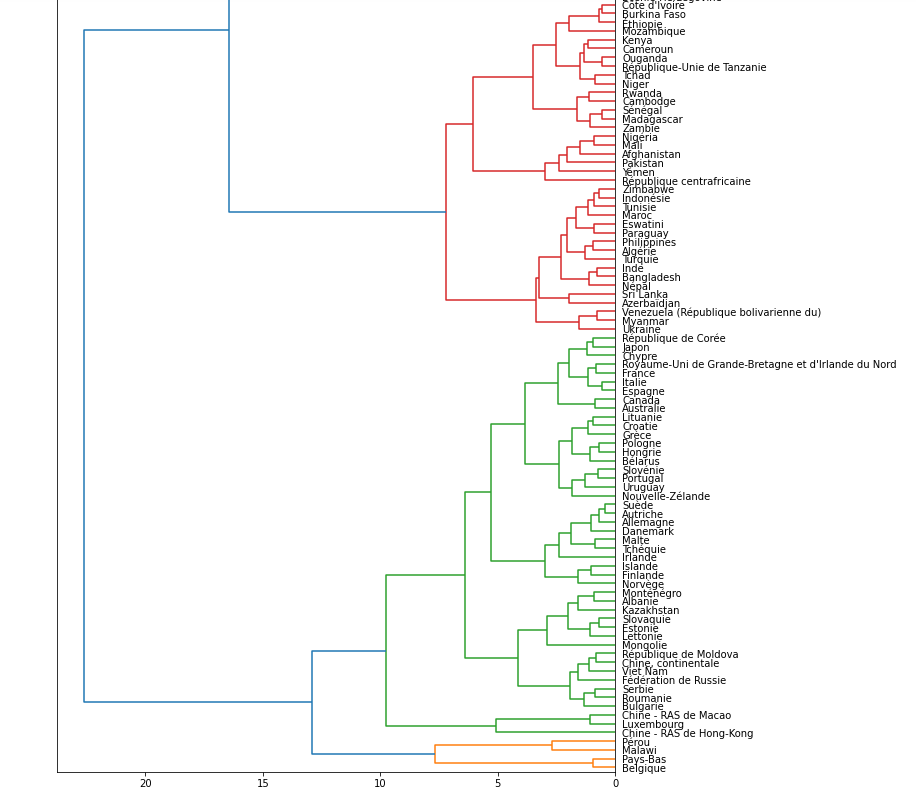 Côte d'Ivoire
Burkina Faso
Éthiopie
Mozambique
Kenya
Cameroun
Ouganda
République-Unie de Tanzanie
Tchad
Niger
Rwanda
Cambodge
Sénégal
Madagascar
Zambie
Nigéria
Mali
Afghanistan
Pakistan
Yémen
République centrafricaine
Zimbabwe
Indonésie
Tunisie
Maroc
Eswatini
Paraguay
Philippines
Algérie
Turquie
Inde
Bangladesh
Népal
Sri Lanka
Azerbaïdjan
Venezuela (République bolivarienne du)
Myanmar
Ukraine
République de Corée
Japon
Chypre
Royaume-Uni de Grande-Bretagne et d'Irlande du Nord
France
Italie
Espagne
Canada
Australie
Lituanie
Croatie
Grèce
Pologne
Hongrie
Bélarus
Slovénie
Portugal
Uruguay
Nouvelle-Zélande
Suède
Autriche
Allemagne
Danemark
Malte
Tchéquie
Irlande
Islande
Finlande
Norvège
Monténégro
Albanie
Kazakhstan
Slovaquie
Estonie
Lettonie
Mongolie
République de Moldova
Chine, continentale
Viet Nam
Fédération de Russie
Serbie
Roumanie
Bulgarie
Chine - RAS de Macao
Luxembourg
Chine - RAS de Hong-Kong
Pérou
Malawi
Pays-Bas
Belgique
20 15 10 5 0